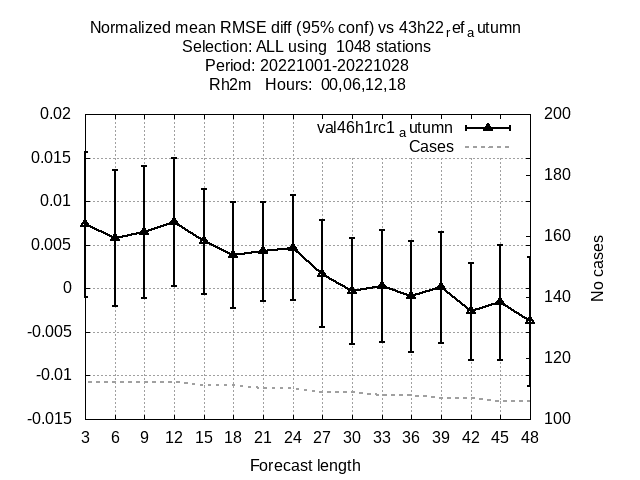 Normalized mean RMSE diff (95% conf) vs 43h22refautumn
Selection: ALL using  1048 stations
Period: 20221001-20221028
Rh2m   Hours:  00,06,12,18
val46h1rc1autumn
Cases
0.02
0.015
0.01
0.005
0
-0.005
-0.01
-0.015
200
180
160
140
120
100
No cases
3 6 9 12 15 18 21 24 27 30 33 36 39 42 45 48
Forecast length